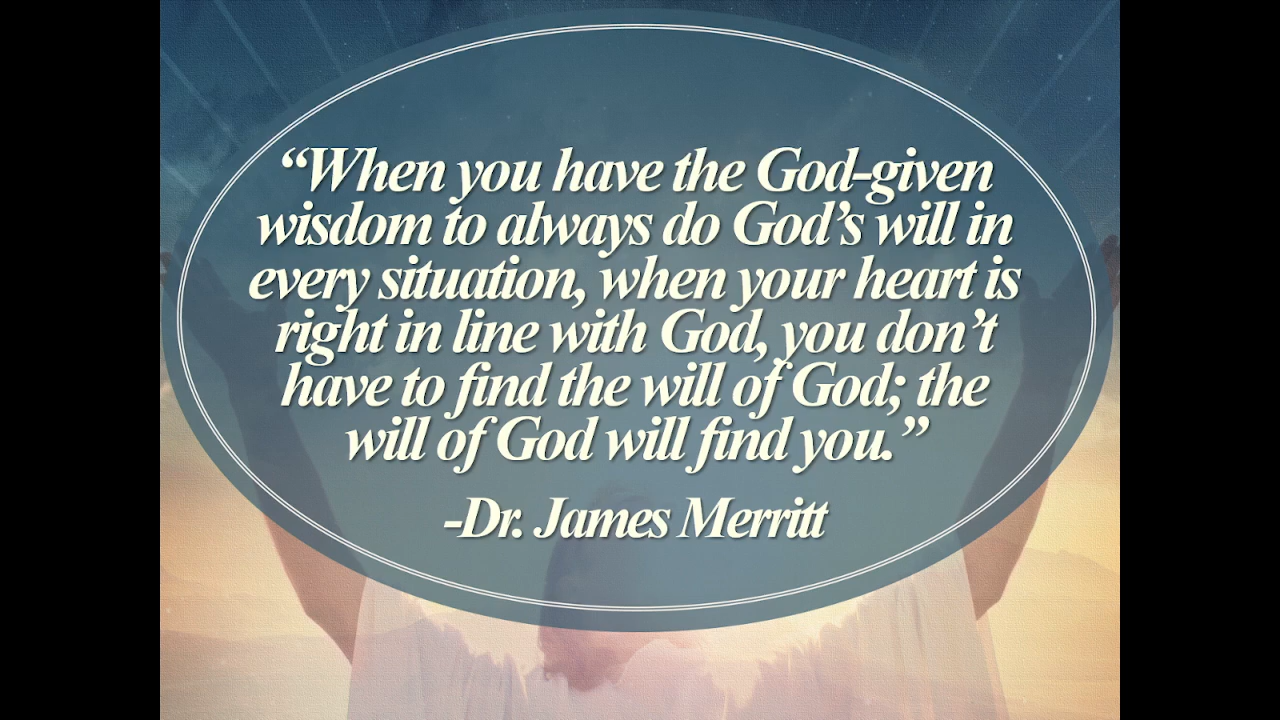 “When you have the God-given
wisdom to always do God’s will in
every situation, when your heart is
right in line with God, you don’t
have to find the will of God; the
will of God will find you.”
-Dr. James Merritt